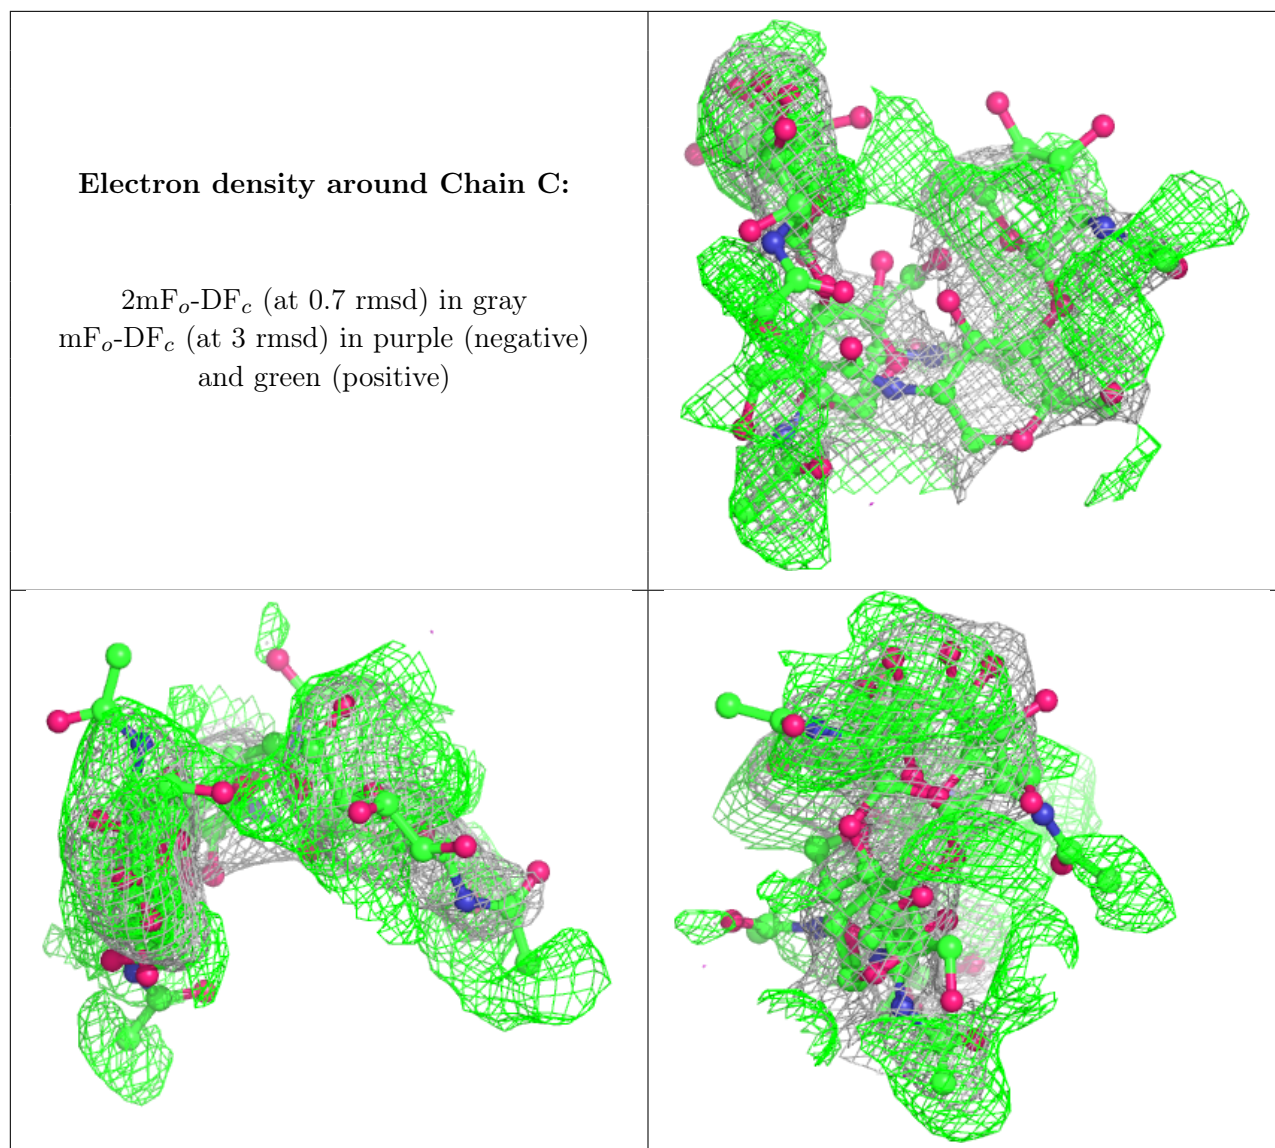 Electron density around Chain C:
2mFₒ-DF𝒸 (at 0.7 rmsd) in gray
mFₒ-DF𝒸 (at 3 rmsd) in purple (negative)
and green (positive)